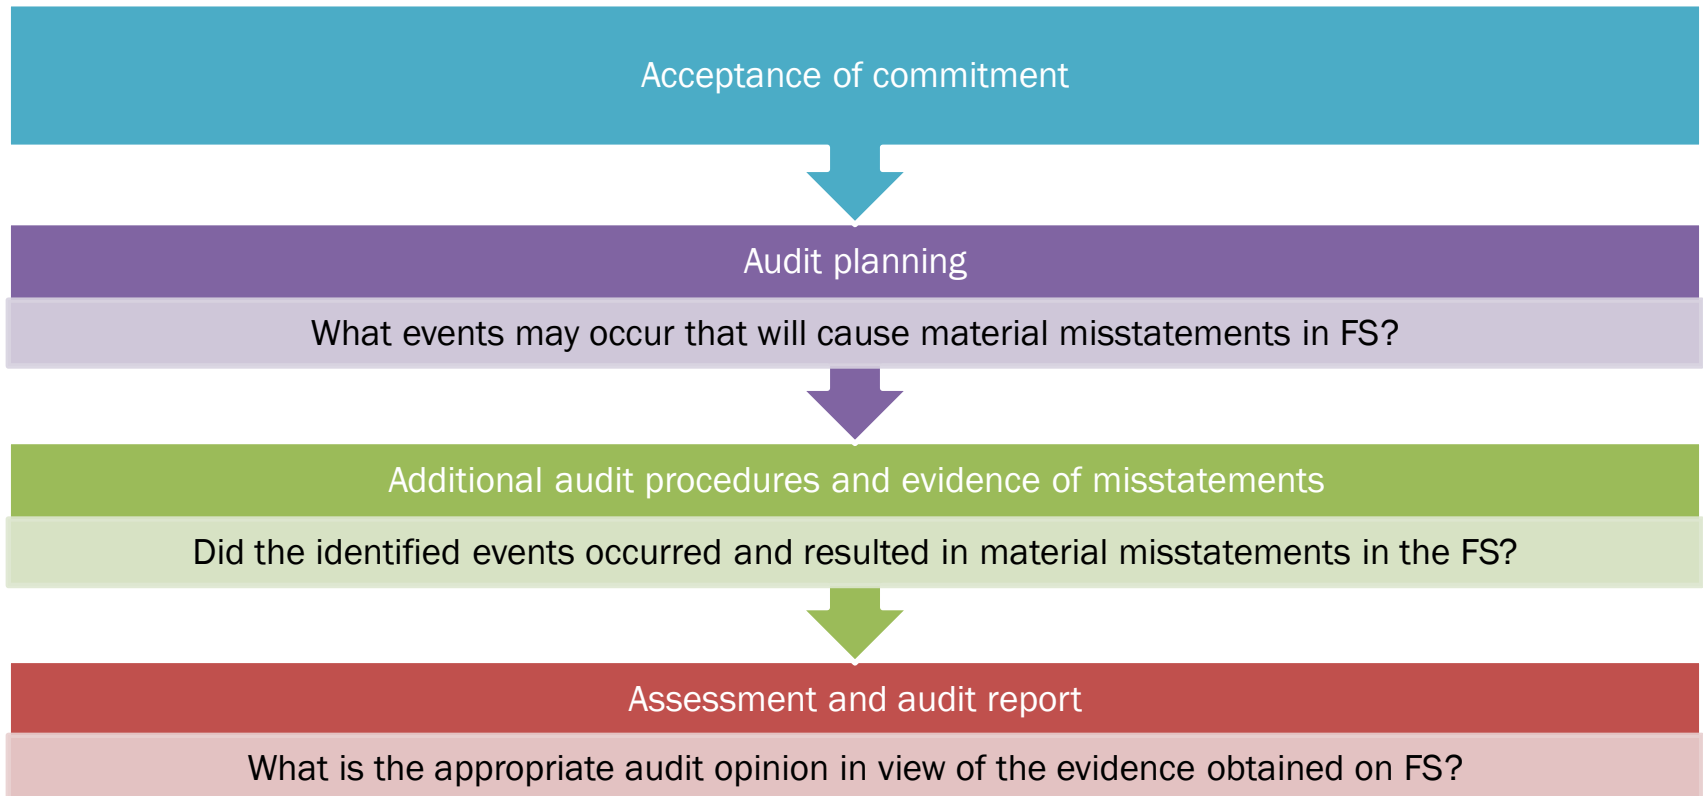 Acceptance of commitment
Audit planning
What events may occur that will cause material misstatements in FS?
Additional audit procedures and evidence of misstatements
Did the identified events occurred and resulted in material misstatements in the FS?
Assessment and audit report
What is the appropriate audit opinion in view of the evidence obtained on FS?